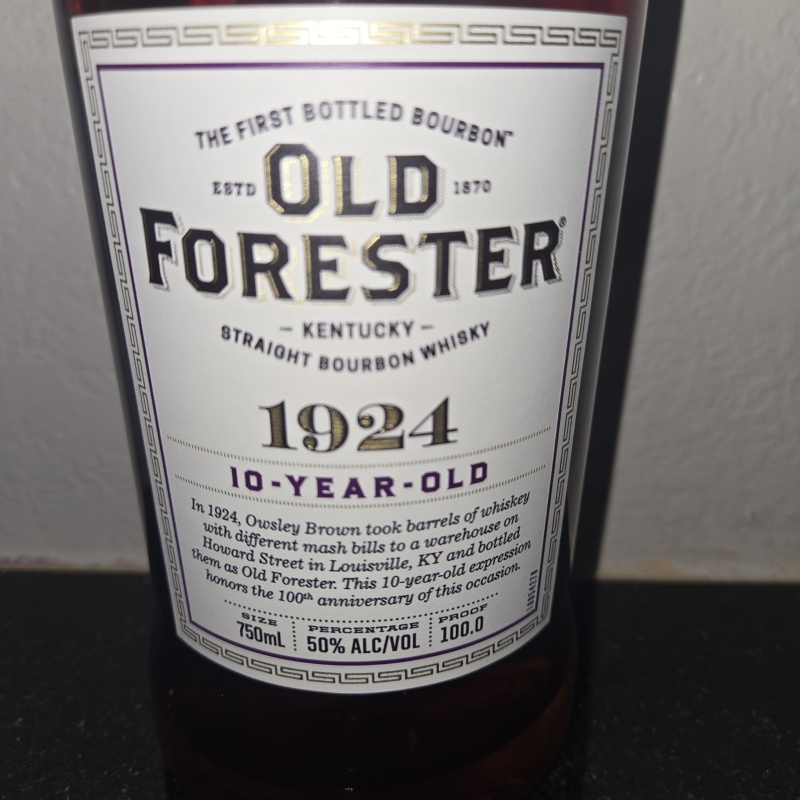 THE FIRST BOTTLED BOURBON™
ESTD OLD 1870
FORESTER®
– KENTUCKY –
STRAIGHT BOURBON WHISKY
1924
10-YEAR-OLD
In 1924, Owsley Brown took barrels of whiskey
with different mash bills to a warehouse on
Howard Street in Louisville, KY and bottled
them as Old Forester. This 10-year-old expression
honors the 100th anniversary of this occasion.
SIZE PERCENTAGE PROOF
750mL 50% ALC/VOL 100.0